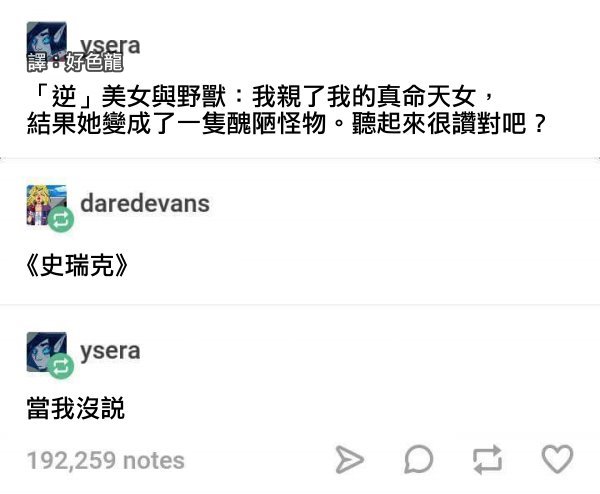 ysera
譯：好色龍
「逆」美女與野獸：我親了我的真命天女，
結果她變成了一隻醜陋怪物。聽起來很讚對吧？
daredevans
《史瑞克》
ysera
當我沒説
192,259 notes